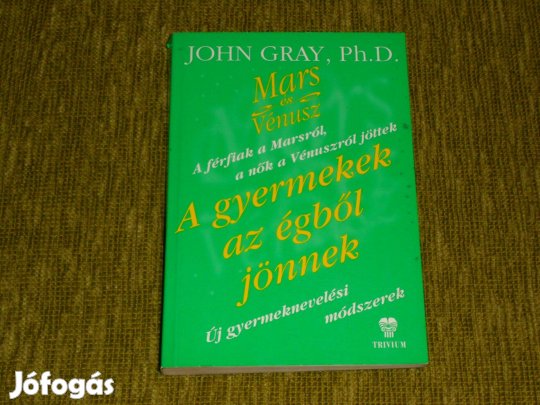 JOHN GRAY, Ph.D.
Mars
és
Vénusz
A férfiak a Marsról,
a nők a Vénuszról jöttek
A gyermekek
az égből
jönnek
Új gyermeknevelési
módszerek
TRIVIUM
Jófogás